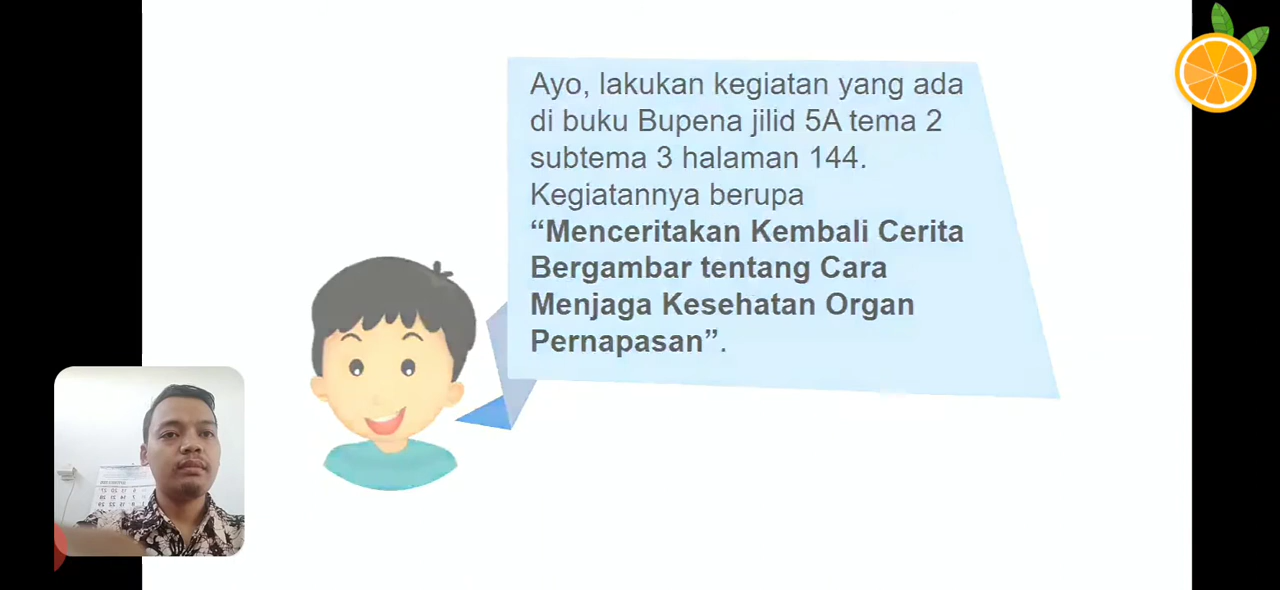 Ayo, lakukan kegiatan yang ada
di buku Bupena jilid 5A tema 2
subtema 3 halaman 144.
Kegiatannya berupa
“Menceritakan Kembali Cerita
Bergambar tentang Cara
Menjaga Kesehatan Organ
Pernapasan”.